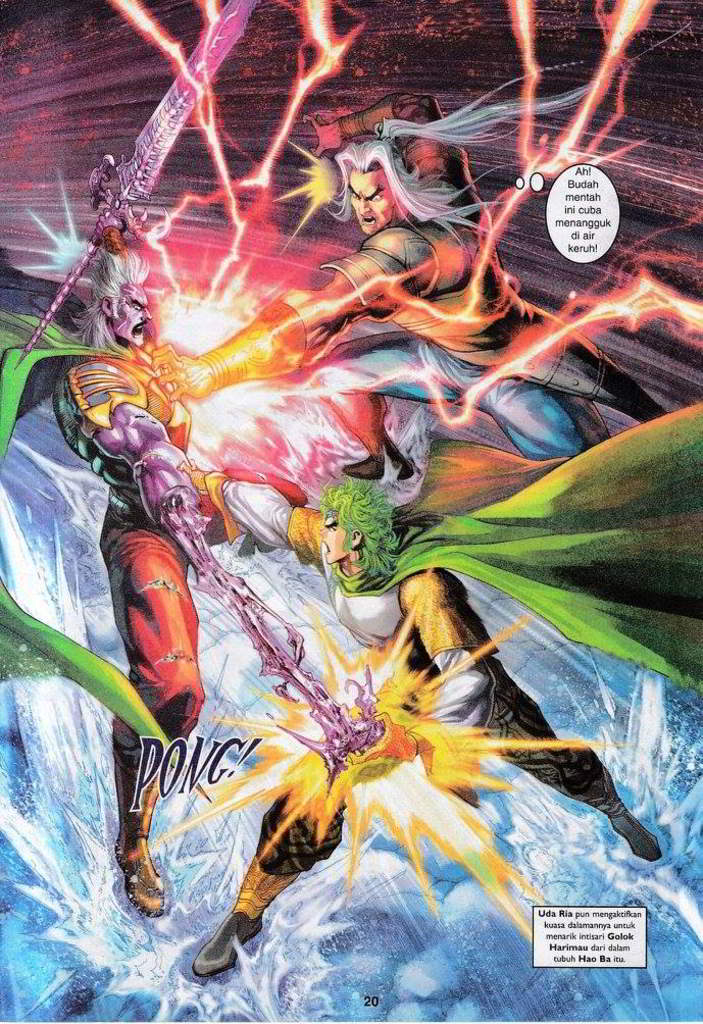 Ah!
Budah
mentah
ini cuba
menangguk
di air
keruh!
PONG!
Uda Ria pun mengaktifkan
kuasa dalamannya untuk
menarik intisari Golok
Harimau dari dalam
tubuh Hao Ba itu.
20